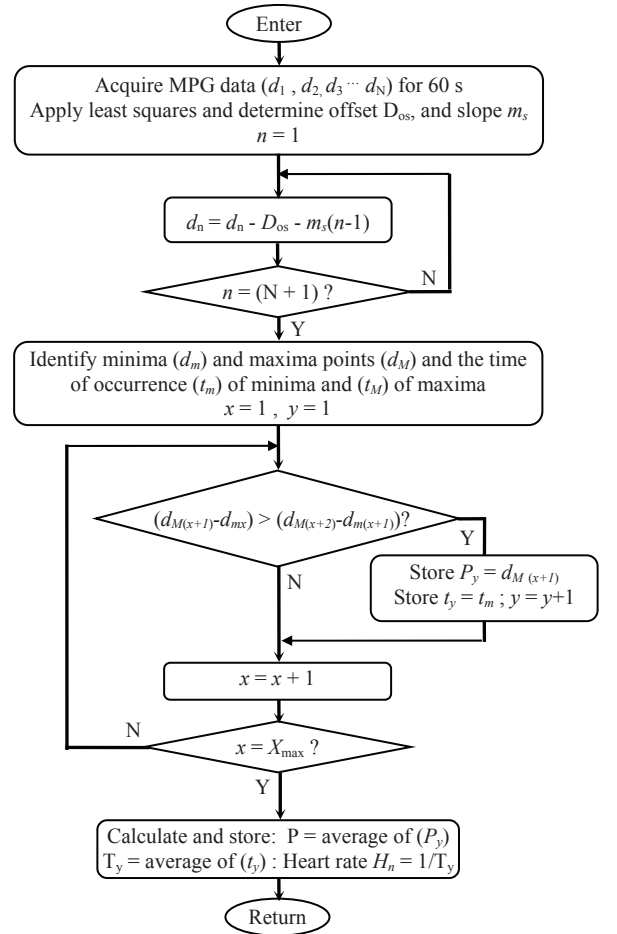 Enter
Acquire MPG data (d1 , d2, d3 ... dN) for 60 s
Apply least squares and determine offset Dos, and slope ms
n = 1
dn = dn - Dos - ms(n-1)
N
n = (N + 1) ?
Y
Identify minima (dm) and maxima points (dM) and the time
of occurrence (tm) of minima and (tM) of maxima
x = 1 , y = 1
(dM(x+1)-dmx) > (dM(x+2)-dm(x+1))?
Y
N
Store Py = dM (x+1)
Store ty = tm ; y = y+1
x = x + 1
N
x = Xmax ?
Y
Calculate and store: P = average of (Py)
Ty = average of (ty) : Heart rate Hn = 1/Ty
Return